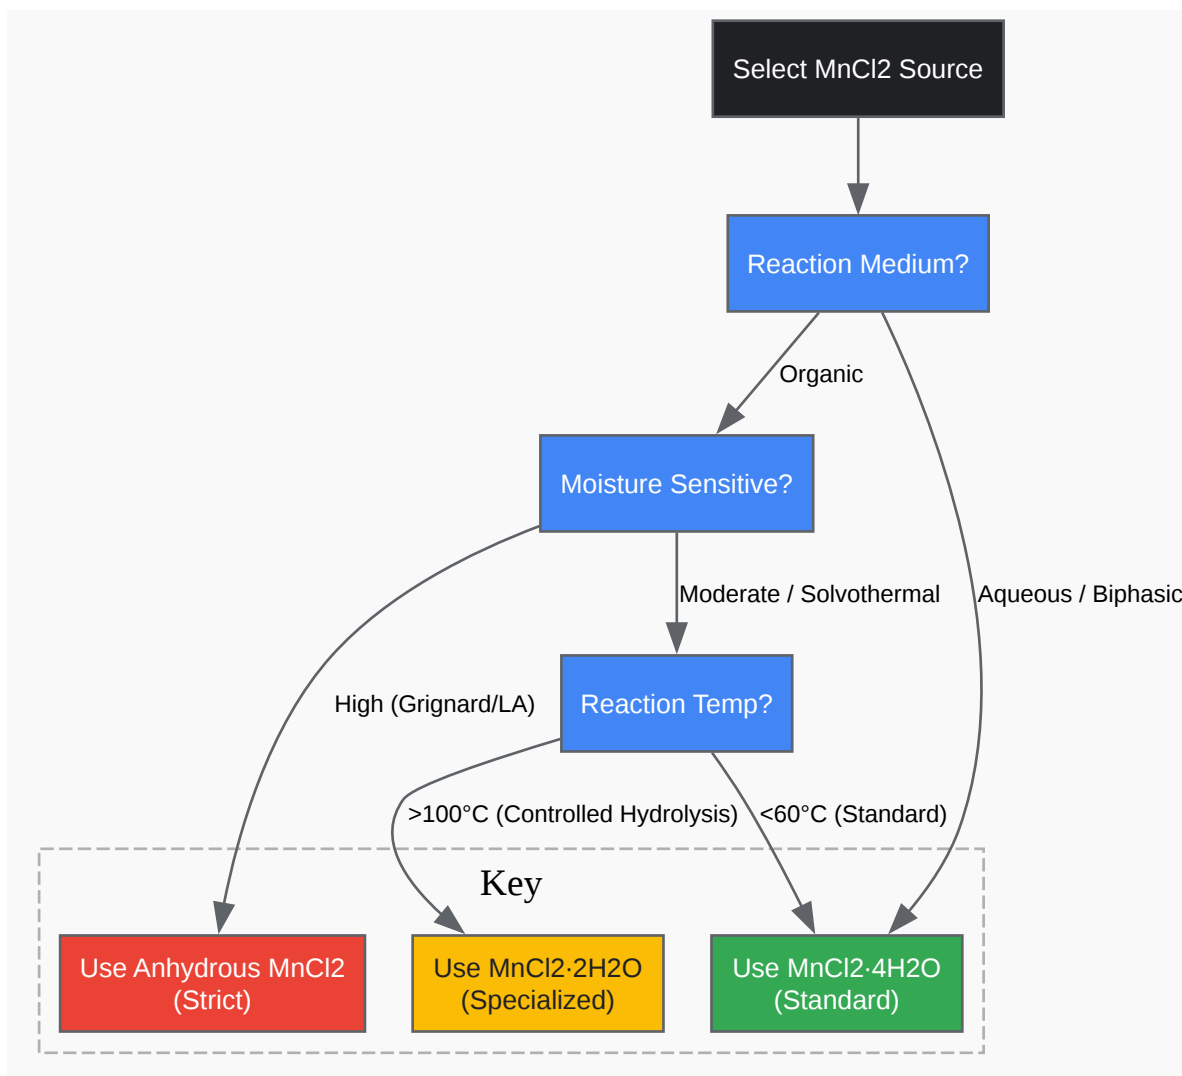 Select MnCl2 Source
Reaction Medium?
Organic
Moisture Sensitive?
Moderate / Solvothermal
Aqueous / Biphasic
High (Grignard/LA)
Reaction Temp?
>100°C (Controlled Hydrolysis)
<60°C (Standard)
Key
Use Anhydrous MnCl2
(Strict)
Use MnCl2·2H2O
(Specialized)
Use MnCl2·4H2O
(Standard)